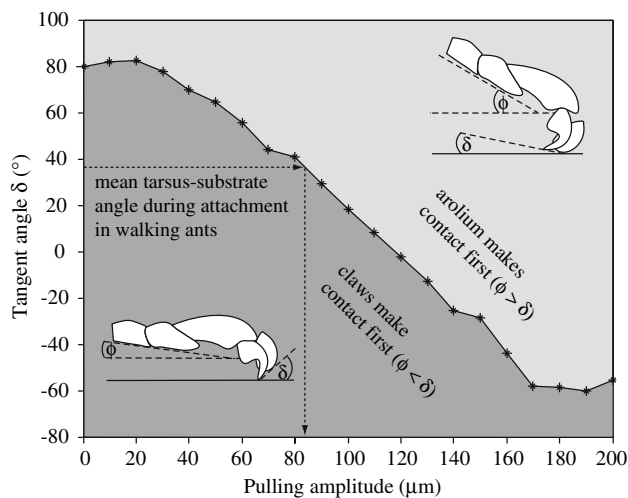 100
80
60
40
20
0
-20
-40
-60
-80
Tangent angle δ (°)
mean tarsus-substrate
angle during attachment
in walking ants
ϕ
δ
arolium makes
contact first (ϕ > δ)
claws make
contact first (ϕ < δ)
ϕ
δ
0 20 40 60 80 100 120 140 160 180 200
Pulling amplitude (μm)